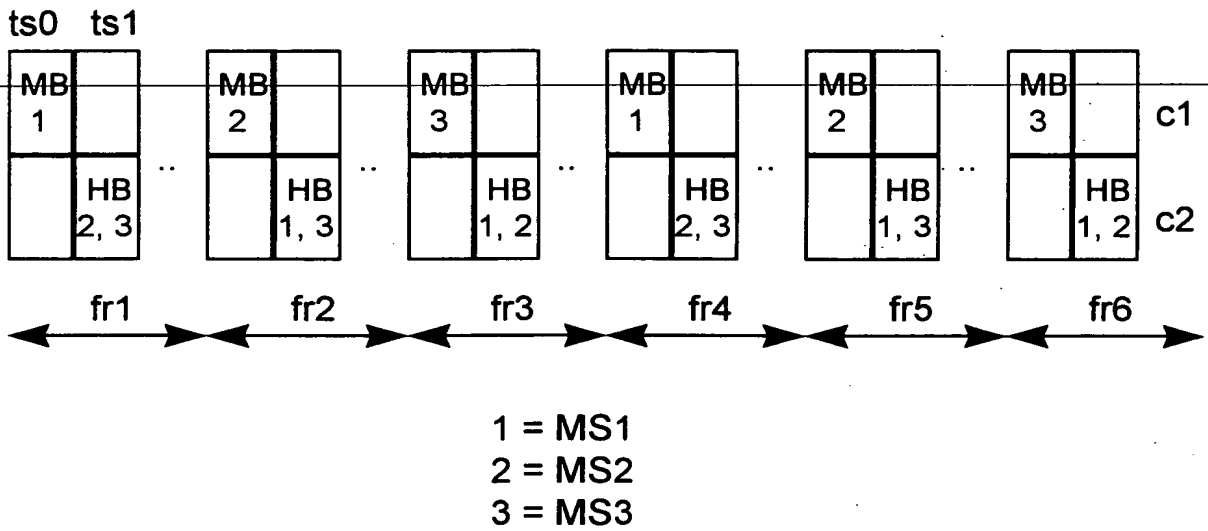 ts0 ts1
MB MB MB MB MB MB
1 2 3 1 2 3 c1
.. .. .. .. ..
HB HB HB HB HB HB
2, 3 1, 3 1, 2 2, 3 1, 3 1, 2 c2
fr1 fr2 fr3 fr4 fr5 fr6
1 = MS1
2 = MS2
3 = MS3